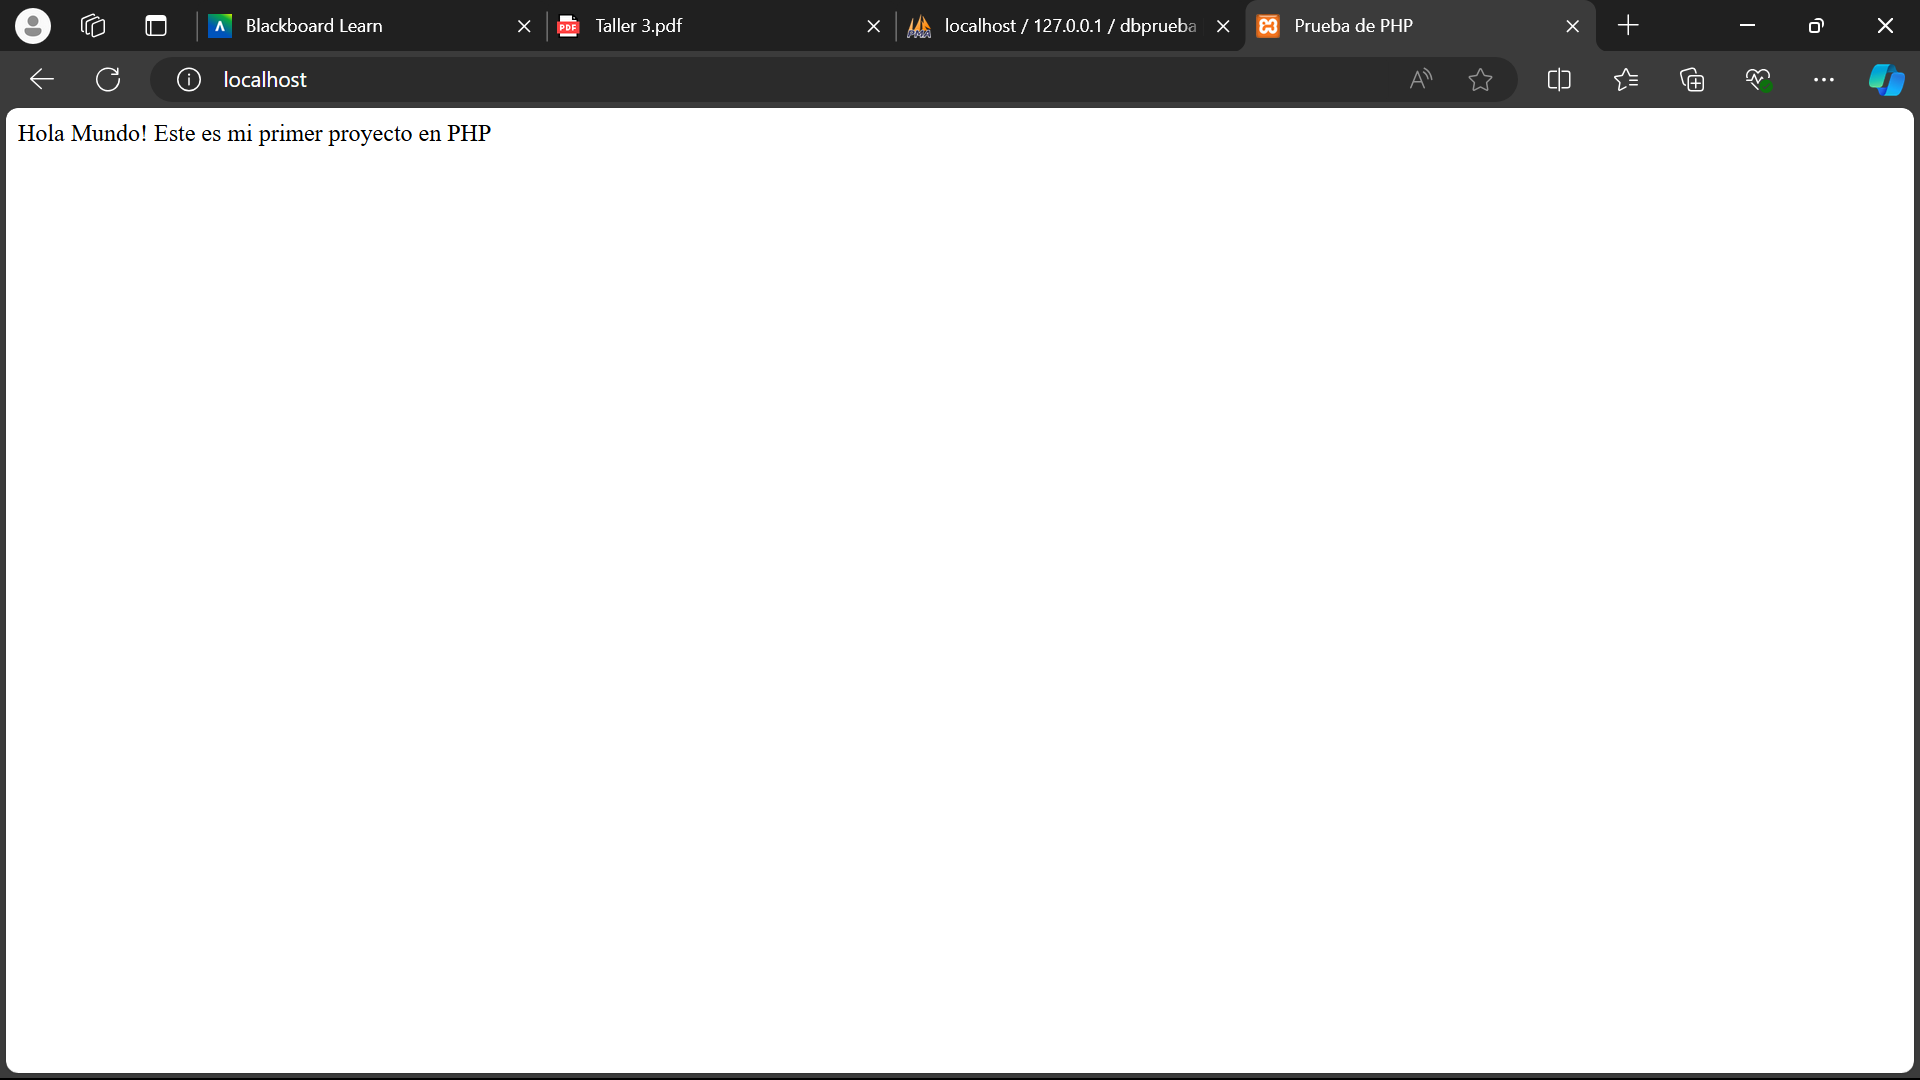 Blackboard Learn
Taller 3.pdf
localhost / 127.0.0.1 / dbprueba
Prueba de PHP
localhost
Hola Mundo! Este es mi primer proyecto en PHP